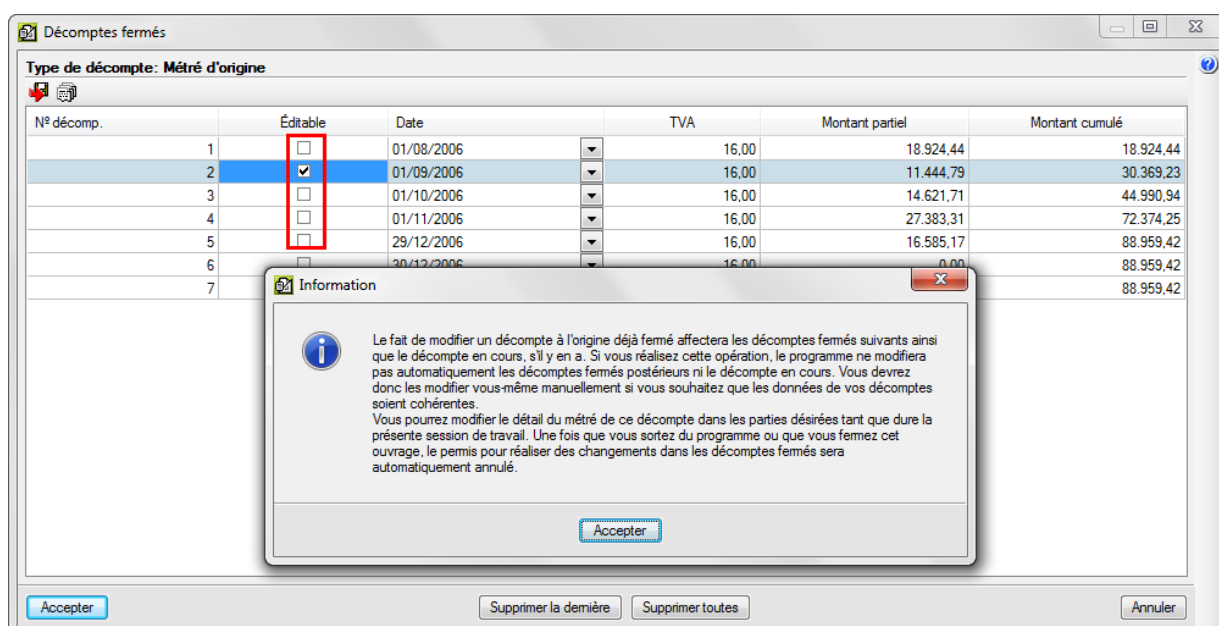 Décomptes fermés
Type de décompte: Métré d'origine
Nº décomp. Éditable Date TVA Montant partiel Montant cumulé
1 01/08/2006 16,00 18.924,44 18.924,44
2 01/09/2006 16,00 11.444,79 30.369,23
3 01/10/2006 16,00 14.621,71 44.990,94
4 01/11/2006 16,00 27.383,31 72.374,25
5 29/12/2006 16,00 16.585,17 88.959,42
6 30/12/2006 16,00 0,00 88.959,42
7 88.959,42
Information
Le fait de modifier un décompte à l'origine déjà fermé affectera les décomptes fermés suivants ainsi
que le décompte en cours, s'il y en a. Si vous réalisez cette opération, le programme ne modifiera
pas automatiquement les décomptes fermés postérieurs ni le décompte en cours. Vous devrez
donc les modifier vous-même manuellement si vous souhaitez que les données de vos décomptes
soient cohérentes.
Vous pourrez modifier le détail du métré de ce décompte dans les parties désirées tant que dure la
présente session de travail. Une fois que vous sortez du programme ou que vous fermez cet
ouvrage, le permis pour réaliser des changements dans les décomptes fermés sera
automatiquement annulé.
Accepter
Accepter Supprimer la dernière Supprimer toutes Annuler